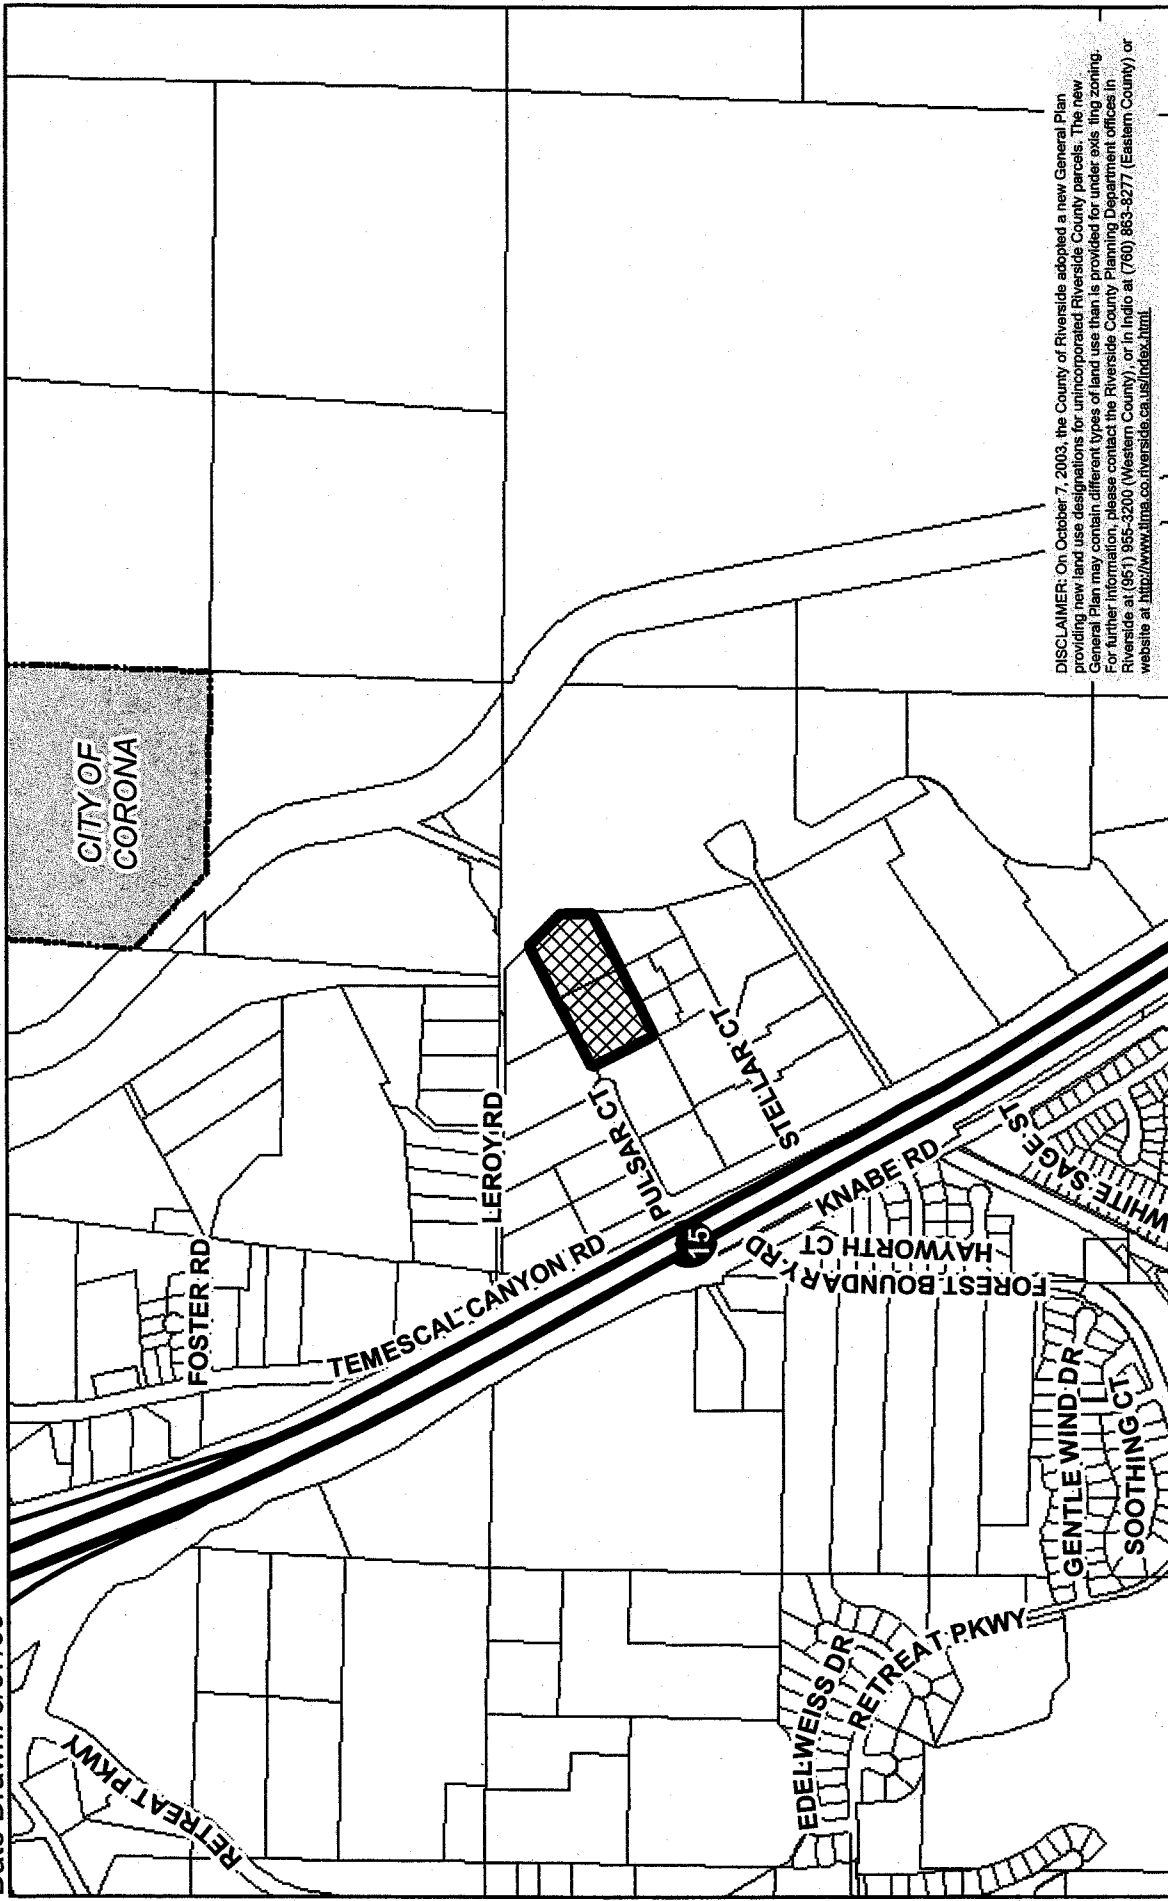 CITY OF
CORONA
FOSTER RD
LEROY RD
TEMESCAL CANYON RD
PULSAR CT
STELLAR CT
15
KNABE RD
FOREST BOUNDARY RD
HAYWORTH CT
WHITE SAGE ST
GENTLE WIND DR
SOOTHING CT
RETREAT PKWY
EDELWEISS DR
RETREAT PKWY
DISCLAIMER: On October 7, 2003, the County of Riverside adopted a new General Plan
providing new land use designations for unincorporated Riverside County parcels. The new
General Plan may contain different types of land use than is provided for under exis ting zoning.
For further information, please contact the Riverside County Planning Department offices in
Riverside at (951) 955-3200 (Western County), or in Indio at (760) 863-8277 (Eastern County) or
website at http://www.tlma.co.riverside.ca.us/index.html